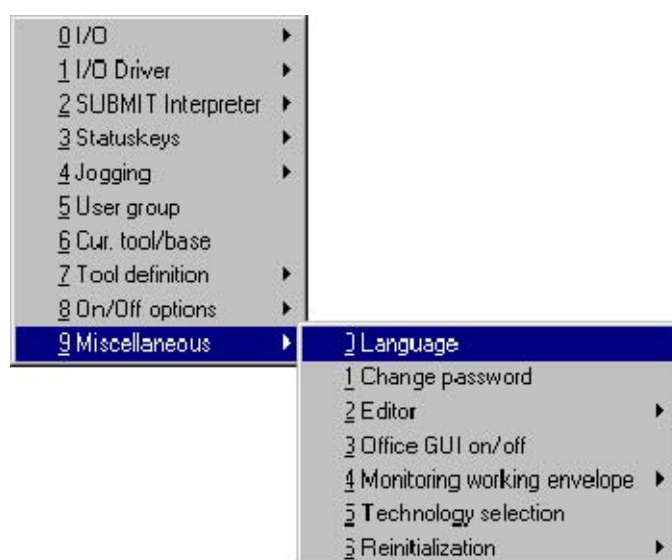 0 I/O
1 I/O Driver
2 SUBMIT Interpreter
3 Statuskeys
4 Jogging
5 User group
6 Cur. tool/base
7 Tool definition
8 On/Off options
9 Miscellaneous
0 Language
1 Change password
2 Editor
3 Office GUI on/off
4 Monitoring working envelope
5 Technology selection
6 Reinitialization